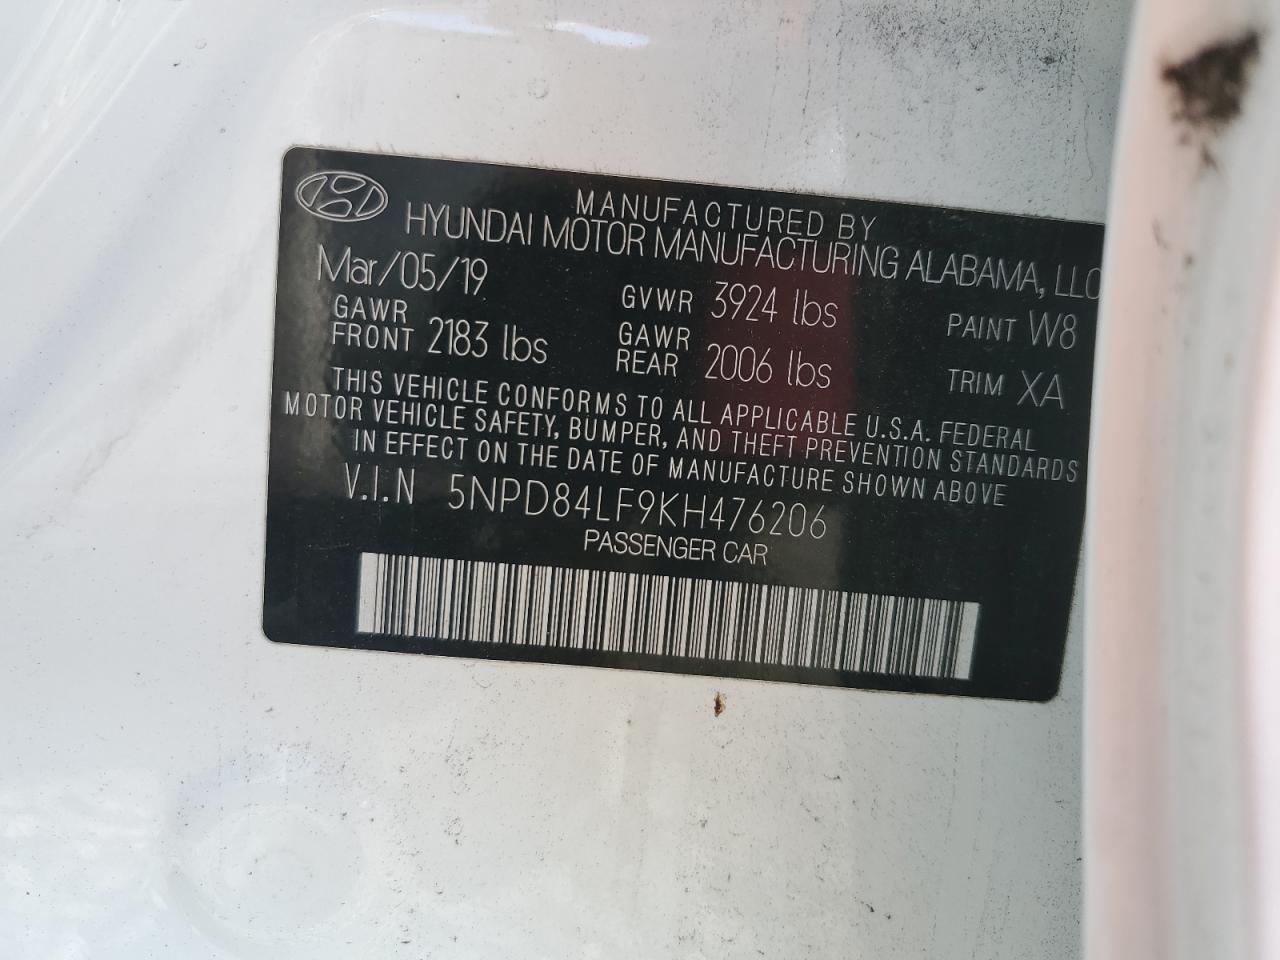 MANUFACTURED BY
HYUNDAI MOTOR MANUFACTURING ALABAMA, LLC
Mar/05/19 GVWR 3924 lbs PAINT W8
GAWR FRONT 2183 lbs GAWR REAR 2006 lbs TRIM XA
THIS VEHICLE CONFORMS TO ALL APPLICABLE U.S.A. FEDERAL
MOTOR VEHICLE SAFETY, BUMPER, AND THEFT PREVENTION STANDARDS
IN EFFECT ON THE DATE OF MANUFACTURE SHOWN ABOVE
V.I.N 5NPD84LF9KH476206
PASSENGER CAR